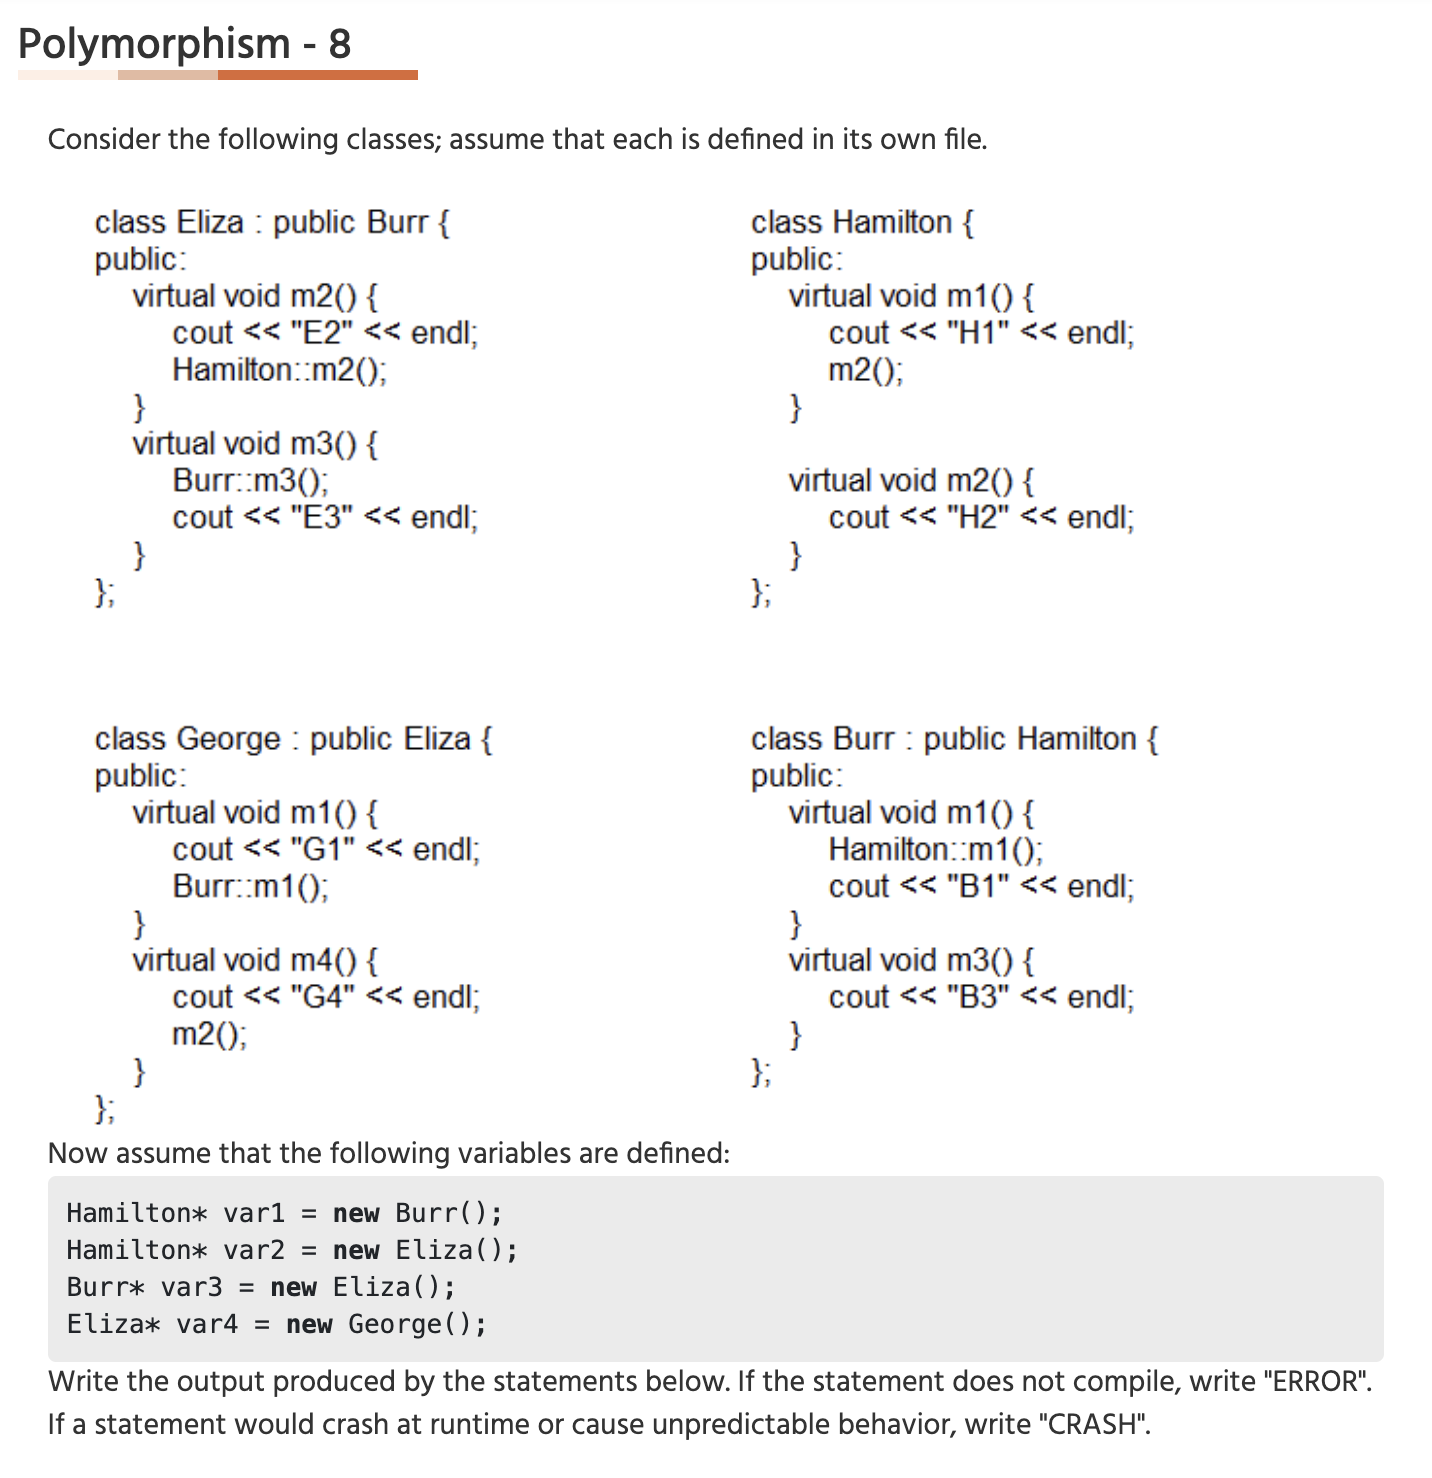 Polymorphism - 8
Consider the following classes; assume that each is defined in its own file.
class Eliza : public Burr {
public:
virtual void m2() {
cout << "E2" << endl;
Hamilton::m2();
}
virtual void m3() {
Burr::m3();
cout << "E3" << endl;
}
};
class Hamilton {
public:
virtual void m1() {
cout << "H1" << endl;
m2();
}
virtual void m2() {
cout << "H2" << endl;
}
};
class George : public Eliza {
public:
virtual void m1() {
cout << "G1" << endl;
Burr::m1();
}
virtual void m4() {
cout << "G4" << endl;
m2();
}
};
class Burr : public Hamilton {
public:
virtual void m1() {
Hamilton::m1();
cout << "B1" << endl;
}
virtual void m3() {
cout << "B3" << endl;
}
};
Now assume that the following variables are defined:
Hamilton* var1 = new Burr();
Hamilton* var2 = new Eliza();
Burr* var3 = new Eliza();
Eliza* var4 = new George();
Write the output produced by the statements below. If the statement does not compile, write "ERROR".
If a statement would crash at runtime or cause unpredictable behavior, write "CRASH".